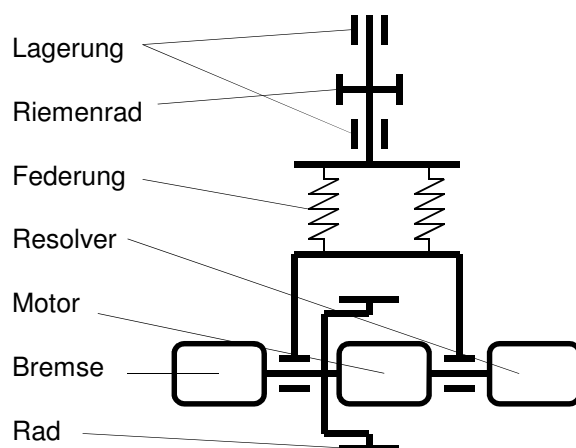 Lagerung
Riemenrad
Federung
Resolver
Motor
Bremse
Rad